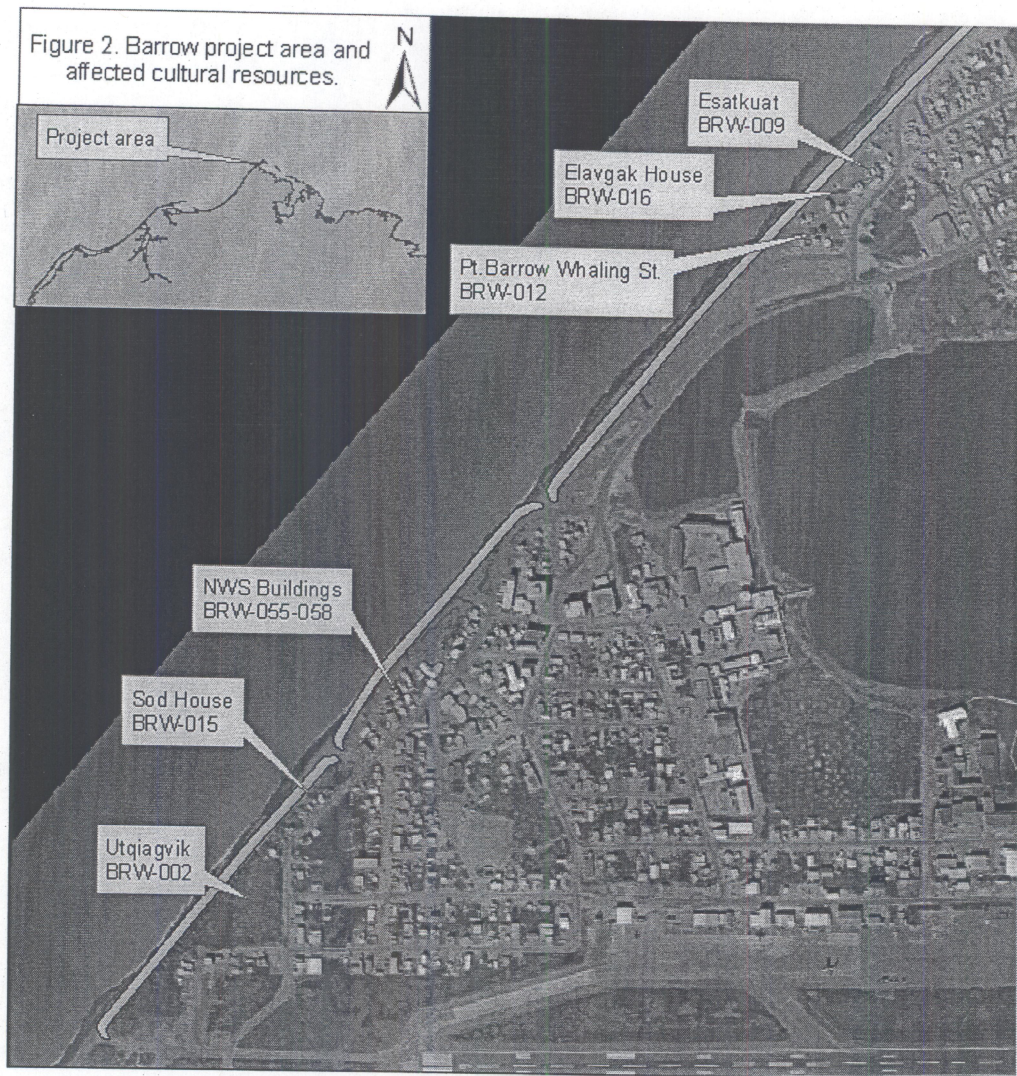 Figure 2. Barrow project area and
affected cultural resources.
N
Project area
Esatkuat
BRW-009
Elavgak House
BRW-016
Pt.Barrow Whaling St.
BRW-012
NWS Buildings
BRW-055-058
Sod House
BRW-015
Utqiagvik
BRW-002